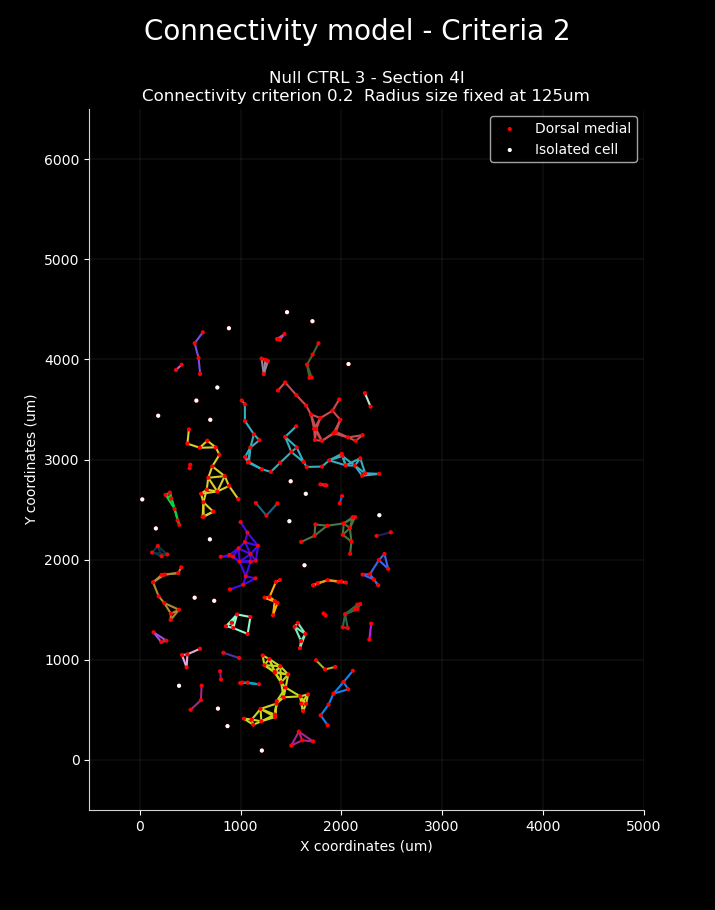 Connectivity model - Criteria 2
Null CTRL 3 - Section 4I
Connectivity criterion 0.2  Radius size fixed at 125um
Dorsal medial
Isolated cell
6000
5000
4000
3000
2000
1000
0
Y coordinates (um)
0 1000 2000 3000 4000 5000
X coordinates (um)